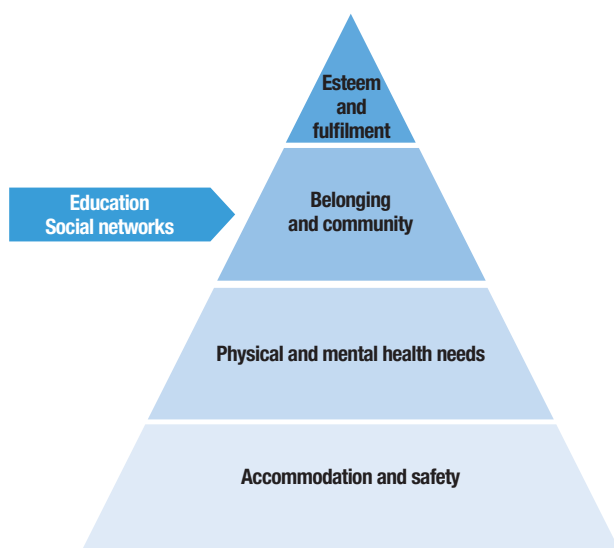 Esteem
and
fulfilment
Education
Social networks
Belonging
and community
Physical and mental health needs
Accommodation and safety